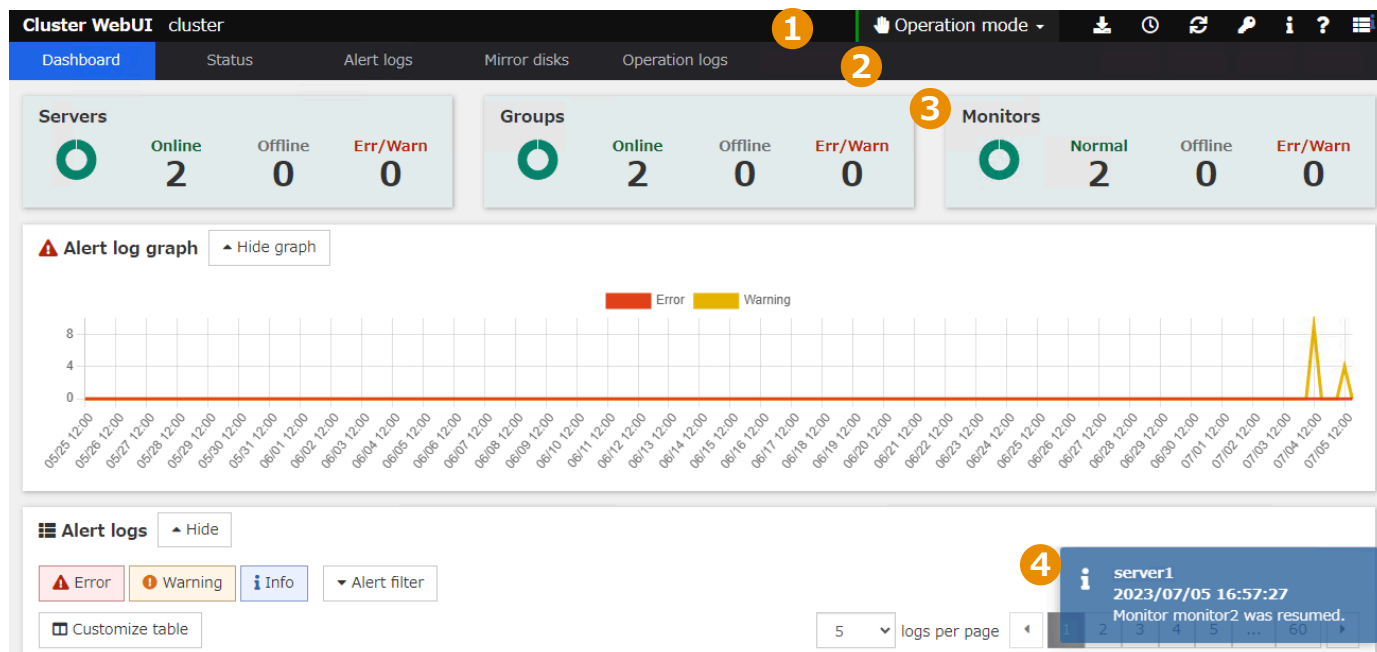 Cluster WebUI cluster 1 Operation mode
Dashboard Status Alert logs Mirror disks Operation logs 2
Servers
Online Offline Err/Warn
2 0 0
Groups
Online Offline Err/Warn
2 0 0
3 Monitors
Normal Offline Err/Warn
2 0 0
Alert log graph Hide graph
Error Warning
8
4
0
05/25 12:00 05/26 12:00 05/27 12:00 05/28 12:00 05/29 12:00 05/30 12:00 05/31 12:00 06/01 12:00 06/02 12:00 06/03 12:00 06/04 12:00 06/05 12:00 06/06 12:00 06/07 12:00 06/08 12:00 06/09 12:00 06/10 12:00 06/11 12:00 06/12 12:00 06/13 12:00 06/14 12:00 06/15 12:00 06/16 12:00 06/17 12:00 06/18 12:00 06/19 12:00 06/20 12:00 06/21 12:00 06/22 12:00 06/23 12:00 06/24 12:00 06/25 12:00 06/26 12:00 06/27 12:00 06/28 12:00 06/29 12:00 06/30 12:00 07/01 12:00 07/02 12:00 07/03 12:00 07/04 12:00 07/05 12:00
Alert logs Hide
Error Warning Info Alert filter
Customize table
4
server1
2023/07/05 16:57:27
Monitor monitor2 was resumed.
5 logs per page 1 2 3 4 5 ... 60